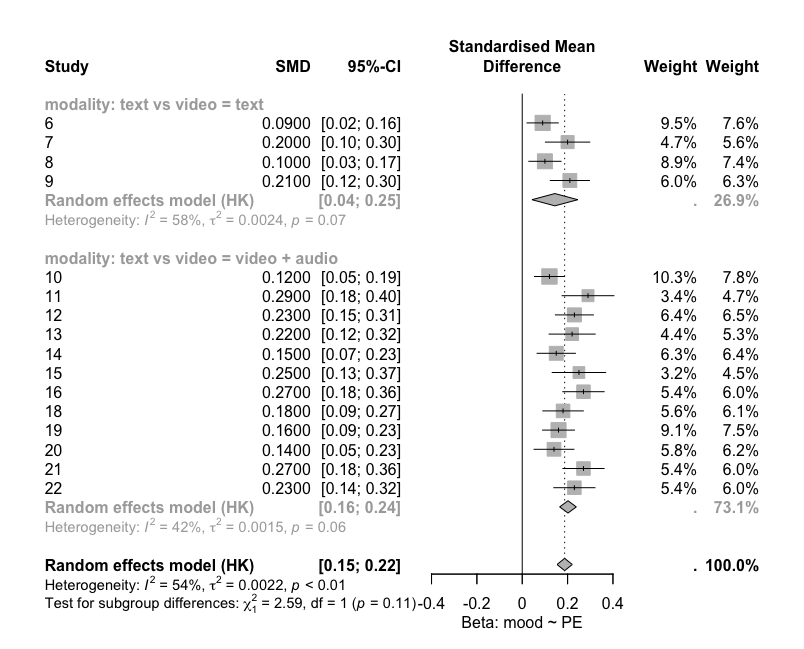 Standardised Mean
Study SMD 95%-CI Difference Weight Weight
modality: text vs video = text
6 0.0900 [0.02; 0.16] 9.5% 7.6%
7 0.2000 [0.10; 0.30] 4.7% 5.6%
8 0.1000 [0.03; 0.17] 8.9% 7.4%
9 0.2100 [0.12; 0.30] 6.0% 6.3%
Random effects model (HK) [0.04; 0.25] . 26.9%
Heterogeneity: I² = 58%, τ² = 0.0024, p = 0.07
modality: text vs video = video + audio
10 0.1200 [0.05; 0.19] 10.3% 7.8%
11 0.2900 [0.18; 0.40] 3.4% 4.7%
12 0.2300 [0.15; 0.31] 6.4% 6.5%
13 0.2200 [0.12; 0.32] 4.4% 5.3%
14 0.1500 [0.07; 0.23] 6.3% 6.4%
15 0.2500 [0.13; 0.37] 3.2% 4.5%
16 0.2700 [0.18; 0.36] 5.4% 6.0%
18 0.1800 [0.09; 0.27] 5.6% 6.1%
19 0.1600 [0.09; 0.23] 9.1% 7.5%
20 0.1400 [0.05; 0.23] 5.8% 6.2%
21 0.2700 [0.18; 0.36] 5.4% 6.0%
22 0.2300 [0.14; 0.32] 5.4% 6.0%
Random effects model (HK) [0.16; 0.24] . 73.1%
Heterogeneity: I² = 42%, τ² = 0.0015, p = 0.06
Random effects model (HK) [0.15; 0.22] . 100.0%
Heterogeneity: I² = 54%, τ² = 0.0022, p < 0.01
Test for subgroup differences: χ₁² = 2.59, df = 1 (p = 0.11) -0.4 -0.2 0 0.2 0.4
Beta: mood ~ PE